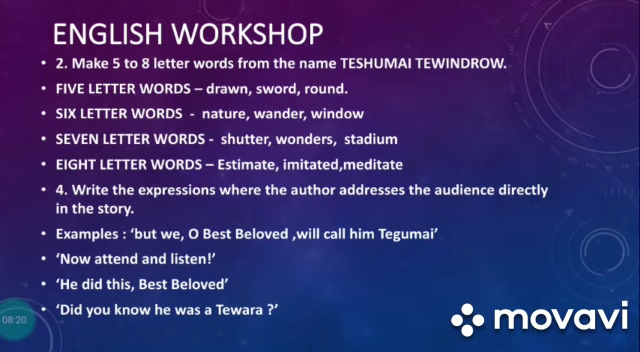 ENGLISH WORKSHOP
• 2. Make 5 to 8 letter words from the name TESHUMAI TEWINDROW.
• FIVE LETTER WORDS – drawn, sword, round.
• SIX LETTER WORDS - nature, wander, window
• SEVEN LETTER WORDS - shutter, wonders, stadium
• EIGHT LETTER WORDS – Estimate, imitated,meditate
• 4. Write the expressions where the author addresses the audience directly
in the story.
• Examples : ‘but we, O Best Beloved ,will call him Tegumai’
• ‘Now attend and listen!’
• ‘He did this, Best Beloved’
• ‘Did you know he was a Tewara ?’
08:20
movavi